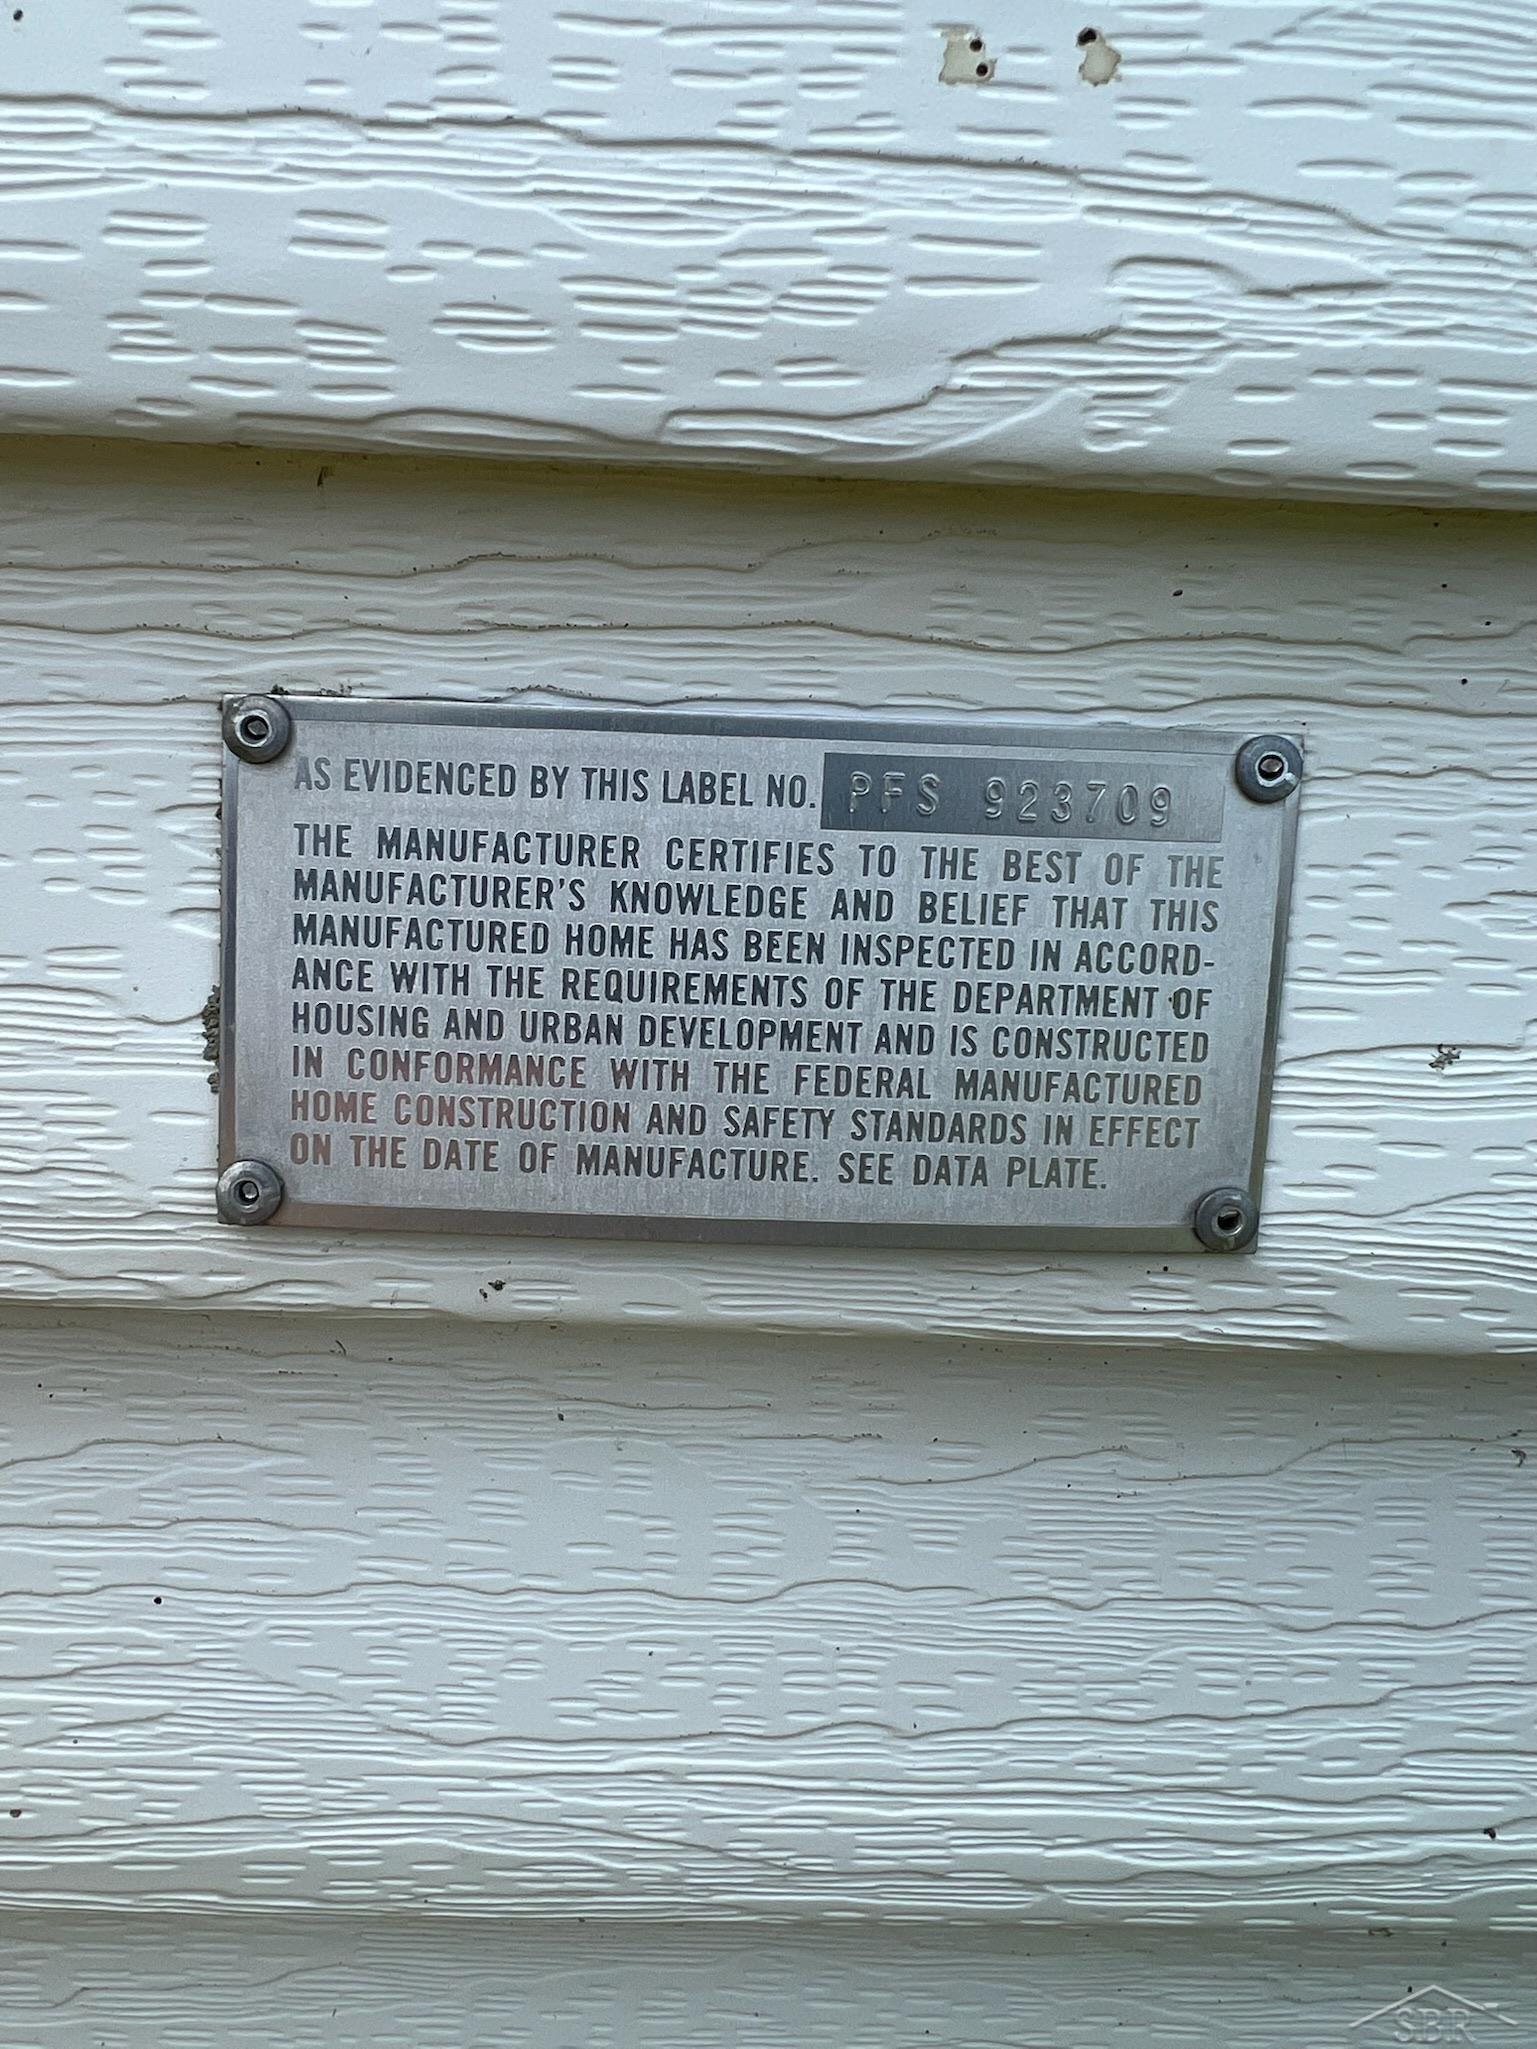 AS EVIDENCED BY THIS LABEL NO. PFS 923709
THE MANUFACTURER CERTIFIES TO THE BEST OF THE
MANUFACTURER'S KNOWLEDGE AND BELIEF THAT THIS
MANUFACTURED HOME HAS BEEN INSPECTED IN ACCORD-
ANCE WITH THE REQUIREMENTS OF THE DEPARTMENT OF
HOUSING AND URBAN DEVELOPMENT AND IS CONSTRUCTED
IN CONFORMANCE WITH THE FEDERAL MANUFACTURED
HOME CONSTRUCTION AND SAFETY STANDARDS IN EFFECT
ON THE DATE OF MANUFACTURE. SEE DATA PLATE.
SBR